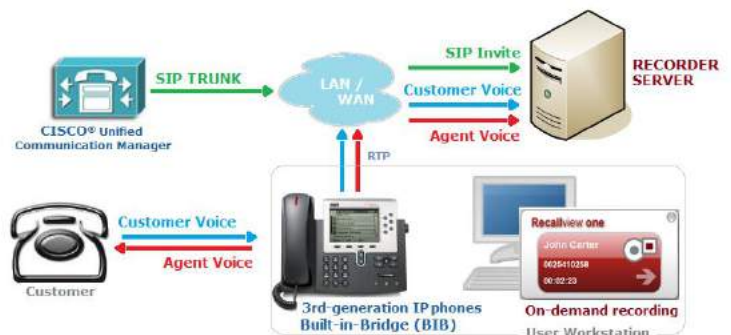 SIP Invite
SIP TRUNK
LAN /
WAN
Customer Voice
RECORDER
SERVER
Agent Voice
CISCO® Unified
Communication Manager
RTP
Recallview one
John Carter
0625410258
00:02:23
Customer Voice
Agent Voice
Customer
3rd-generation IP phones
Built-in-Bridge (BIB)
On-demand recording
User Workstation